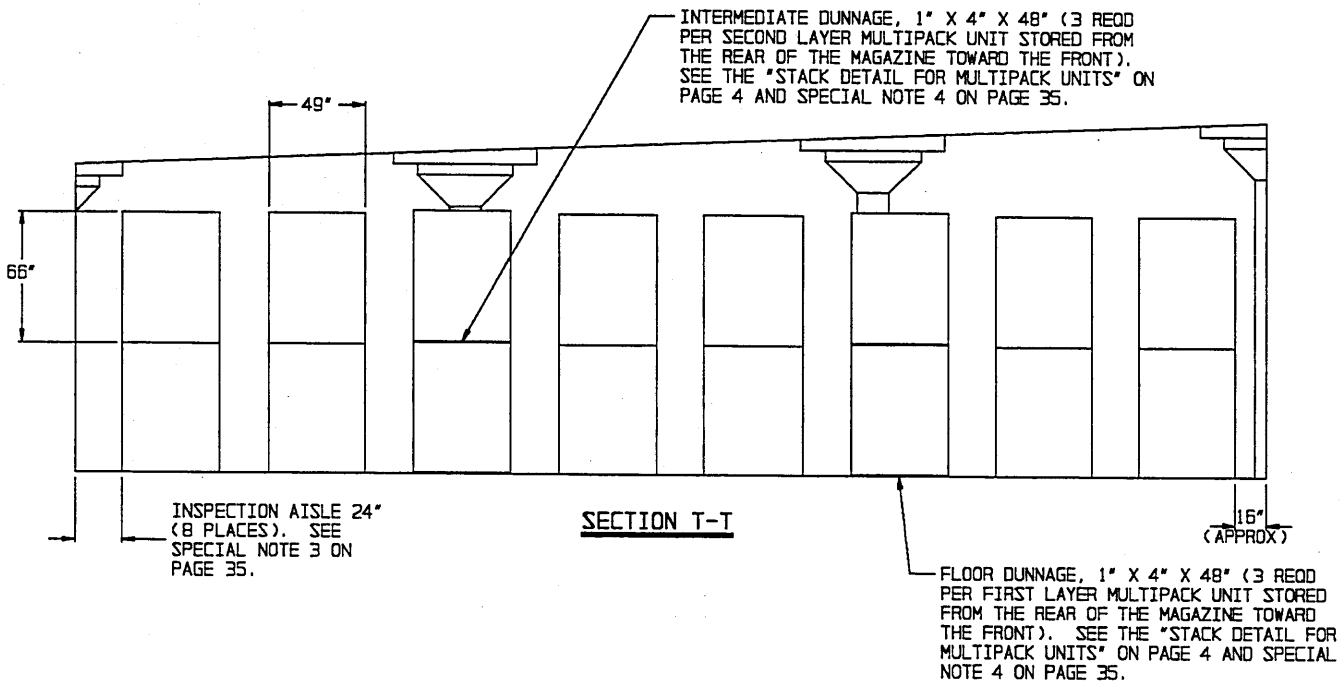 INTERMEDIATE DUNNAGE, 1" X 4" X 48" (3 REQD
PER SECOND LAYER MULTIPACK UNIT STORED FROM
THE REAR OF THE MAGAZINE TOWARD THE FRONT).
SEE THE "STACK DETAIL FOR MULTIPACK UNITS" ON
PAGE 4 AND SPECIAL NOTE 4 ON PAGE 35.
49"
66"
INSPECTION AISLE 24"
(8 PLACES). SEE
SPECIAL NOTE 3 ON
PAGE 35.
SECTION T-T
16"
(APPROX)
FLOOR DUNNAGE, 1" X 4" X 48" (3 REQD
PER FIRST LAYER MULTIPACK UNIT STORED
FROM THE REAR OF THE MAGAZINE TOWARD
THE FRONT). SEE THE "STACK DETAIL FOR
MULTIPACK UNITS" ON PAGE 4 AND SPECIAL
NOTE 4 ON PAGE 35.